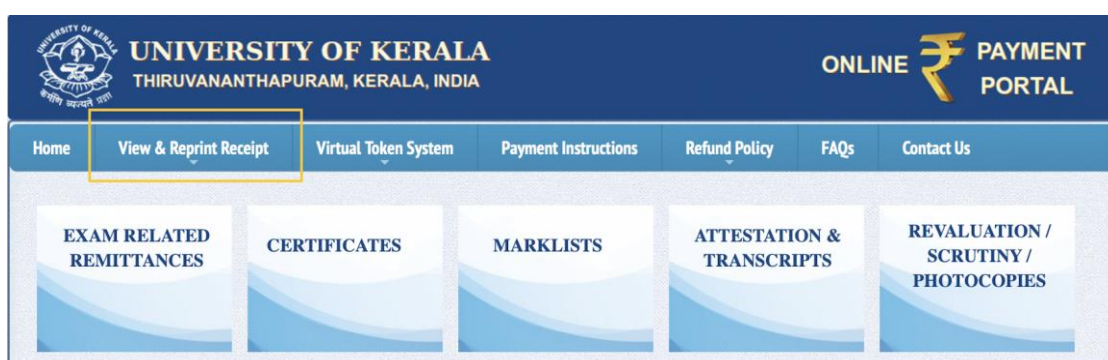 UNIVERSITY OF KERALA
THIRUVANANTHAPURAM, KERALA, INDIA
ONLINE ₹ PAYMENT
PORTAL
Home View & Reprint Receipt Virtual Token System Payment Instructions Refund Policy FAQs Contact Us
EXAM RELATED
REMITTANCES
CERTIFICATES
MARKLISTS
ATTESTATION &
TRANSCRIPTS
REVALUATION /
SCRUTINY /
PHOTOCOPIES